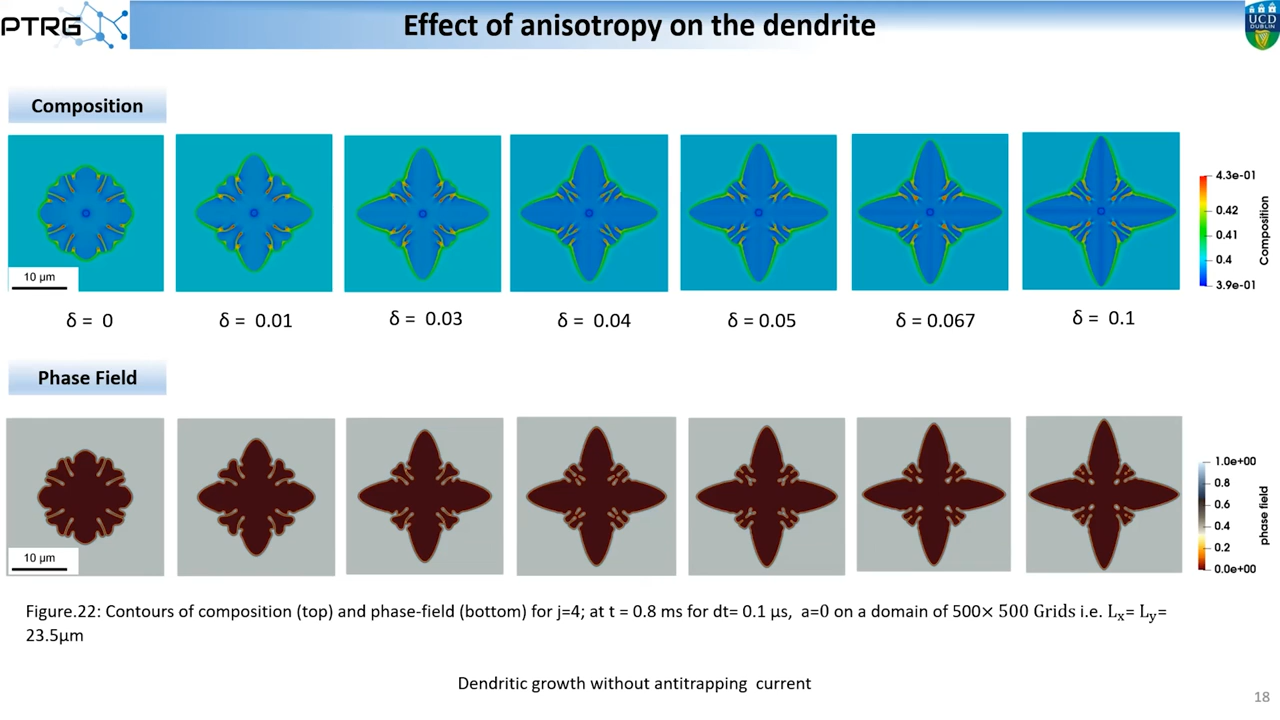 PTRG
Effect of anisotropy on the dendrite
UCD
DUBLIN
Composition
10 μm
4.3e-01
0.42
0.41
0.4
3.9e-01
Composition
δ = 0
δ = 0.01
δ = 0.03
δ = 0.04
δ = 0.05
δ = 0.067
δ = 0.1
Phase Field
10 μm
1.0e+00
0.8
0.6
0.4
0.2
0.0e+00
phase field
Figure.22: Contours of composition (top) and phase-field (bottom) for j=4; at t = 0.8 ms for dt= 0.1 μs, a=0 on a domain of 500× 500 Grids i.e. Lx= Ly=
23.5μm
Dendritic growth without antitrapping current
18